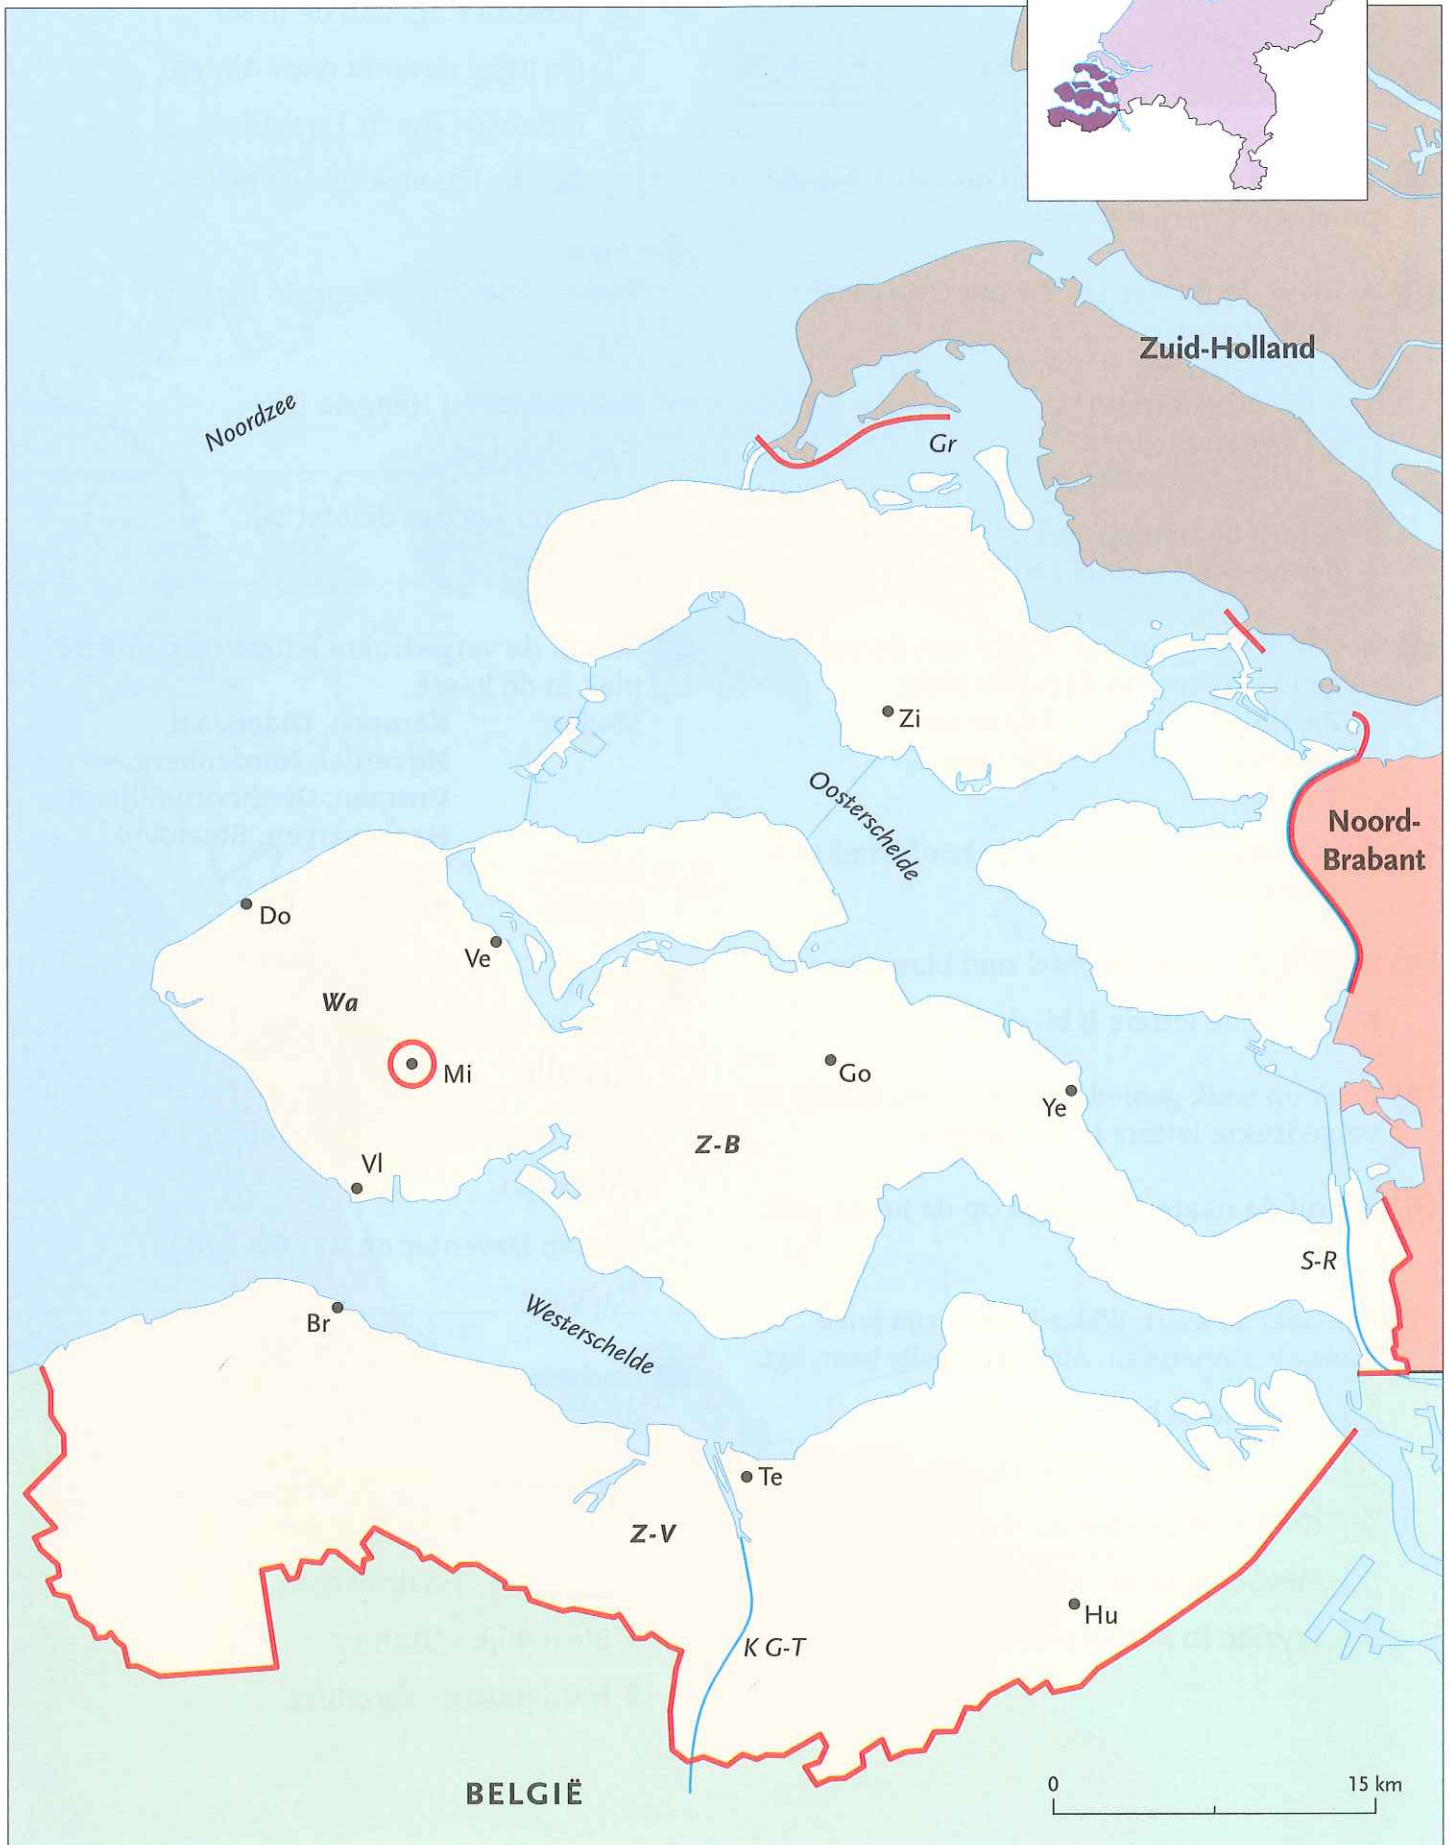 Zuid-Holland
Noordzee
Gr
Zi
Oosterschelde
Noord-
Brabant
Do
Ve
Wa
Mi
Go
Ye
Z-B
Vl
S-R
Br
Westerschelde
Te
Z-V
Hu
K G-T
BELGIË
0 15 km